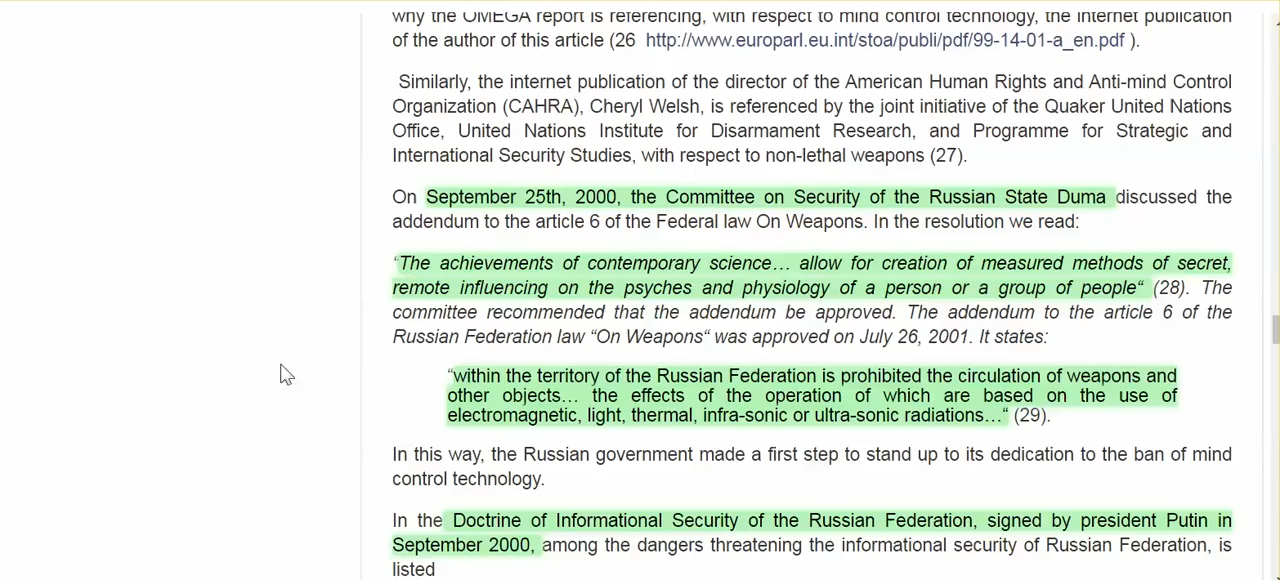 why the OMEGA report is referencing, with respect to mind control technology, the internet publication
of the author of this article (26 http://www.europarl.eu.int/stoa/publi/pdf/99-14-01-a_en.pdf ).
Similarly, the internet publication of the director of the American Human Rights and Anti-mind Control
Organization (CAHRA), Cheryl Welsh, is referenced by the joint initiative of the Quaker United Nations
Office, United Nations Institute for Disarmament Research, and Programme for Strategic and
International Security Studies, with respect to non-lethal weapons (27).
On September 25th, 2000, the Committee on Security of the Russian State Duma discussed the
addendum to the article 6 of the Federal law On Weapons. In the resolution we read:
“The achievements of contemporary science… allow for creation of measured methods of secret,
remote influencing on the psyches and physiology of a person or a group of people“ (28). The
committee recommended that the addendum be approved. The addendum to the article 6 of the
Russian Federation law “On Weapons“ was approved on July 26, 2001. It states:
“within the territory of the Russian Federation is prohibited the circulation of weapons and
other objects… the effects of the operation of which are based on the use of
electromagnetic, light, thermal, infra-sonic or ultra-sonic radiations…“ (29).
In this way, the Russian government made a first step to stand up to its dedication to the ban of mind
control technology.
In the Doctrine of Informational Security of the Russian Federation, signed by president Putin in
September 2000, among the dangers threatening the informational security of Russian Federation, is
listed